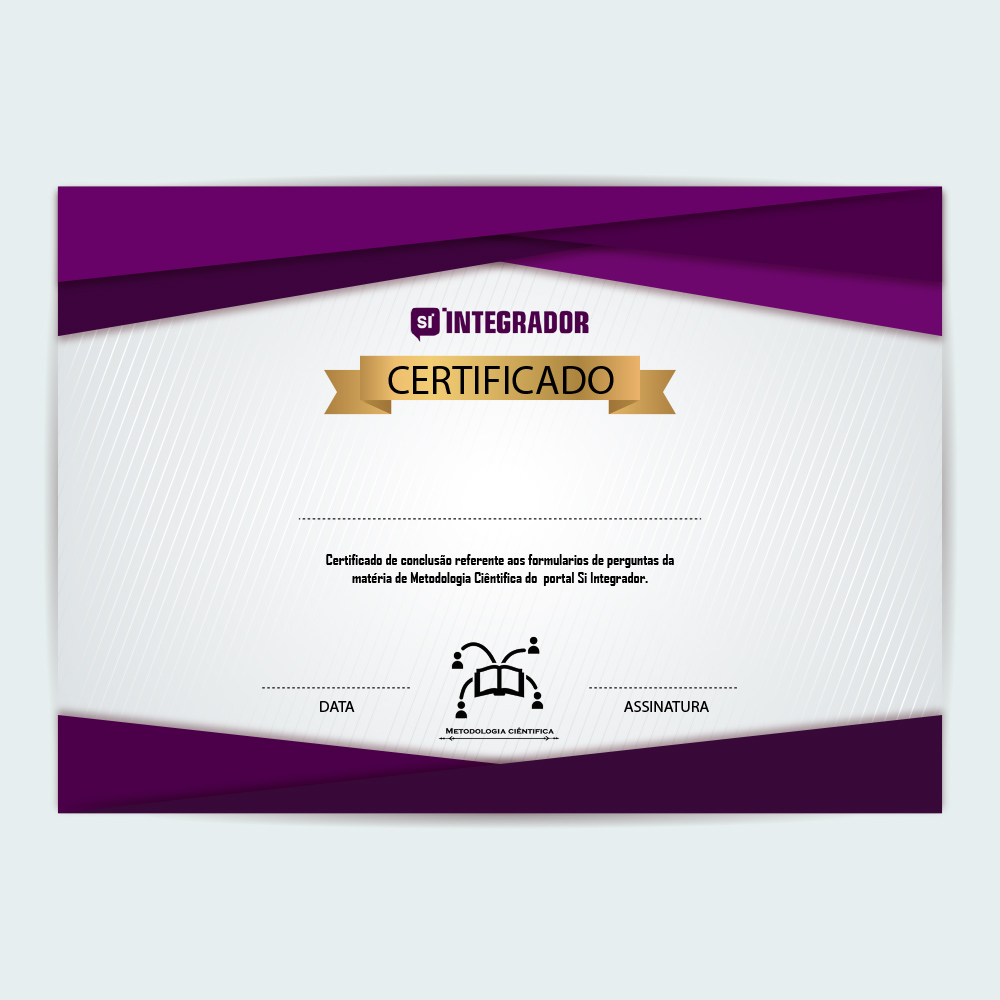 SI INTEGRADOR
CERTIFICADO
Certificado de conclusão referente aos formularios de perguntas da
matéria de Metodologia Ciêntifica do portal Si Integrador.
DATA
ASSINATURA
Metodologia ciêntifica